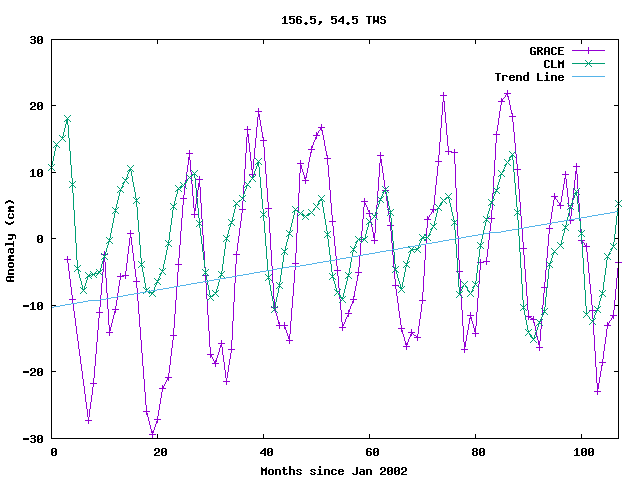 156.5, 54.5 TWS
GRACE
CLM
Trend Line
30
20
10
0
-10
-20
-30
Anomaly (cm)
0 20 40 60 80 100
Months since Jan 2002